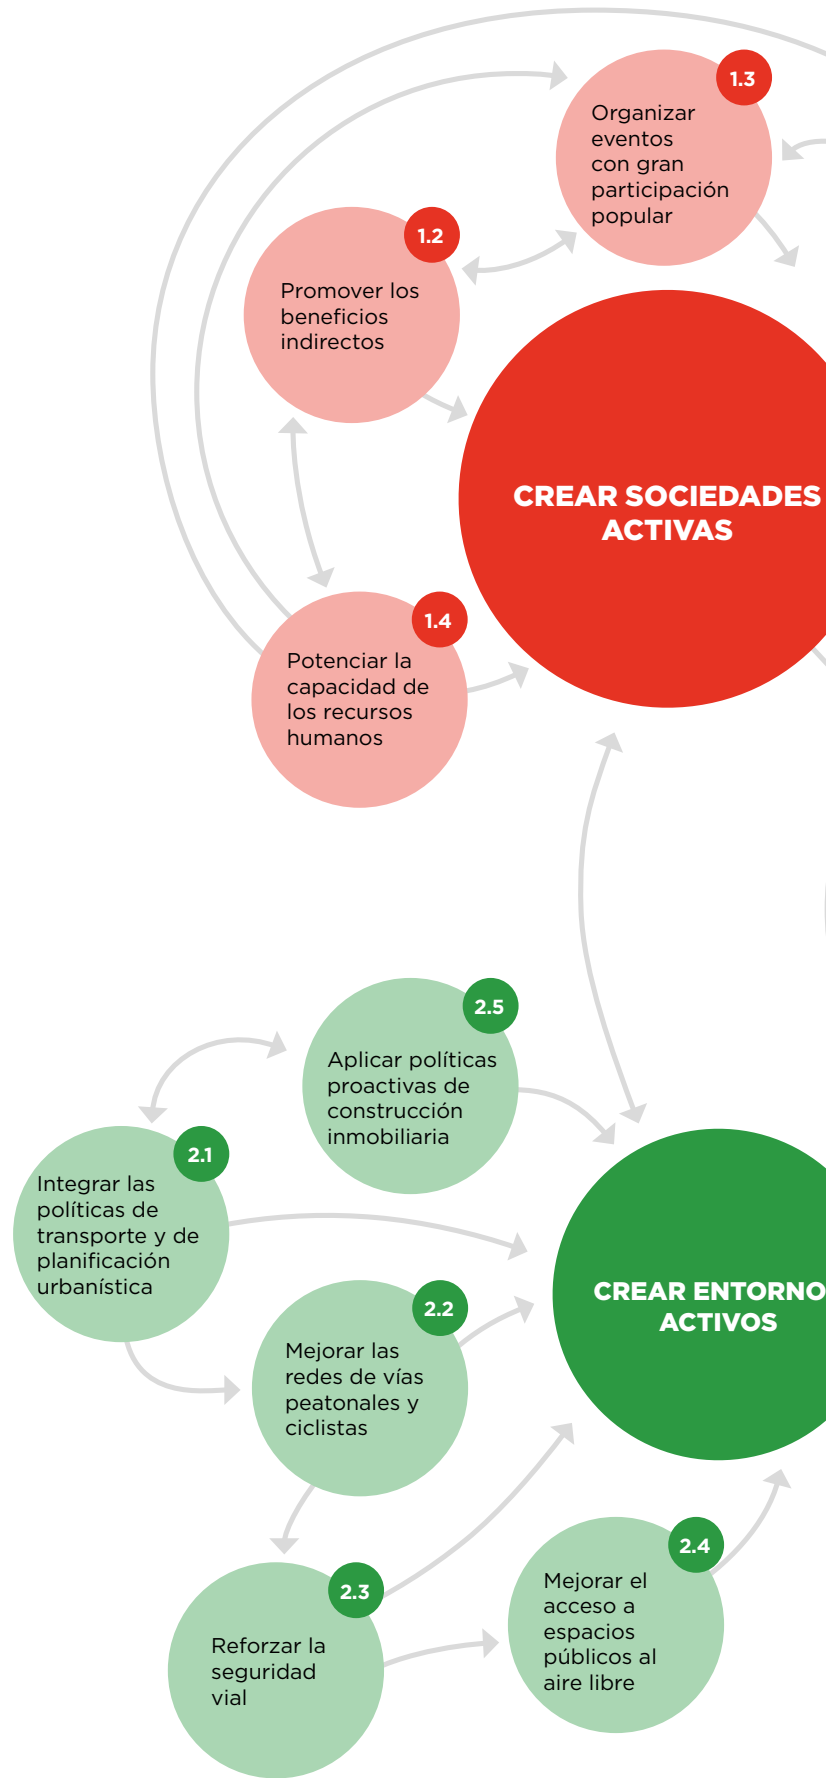 1.3
Organizar
eventos
con gran
participación
popular
1.2
Promover los
beneficios
indirectos
CREAR SOCIEDADES
ACTIVAS
1.4
Potenciar la
capacidad de
los recursos
humanos
2.5
Aplicar políticas
proactivas de
construcción
inmobiliaria
2.1
Integrar las
políticas de
transporte y de
planificación
urbanística
CREAR ENTORNO
ACTIVOS
2.2
Mejorar las
redes de vías
peatonales y
ciclistas
2.4
Mejorar el
acceso a
espacios
públicos al
aire libre
2.3
Reforzar la
seguridad
vial